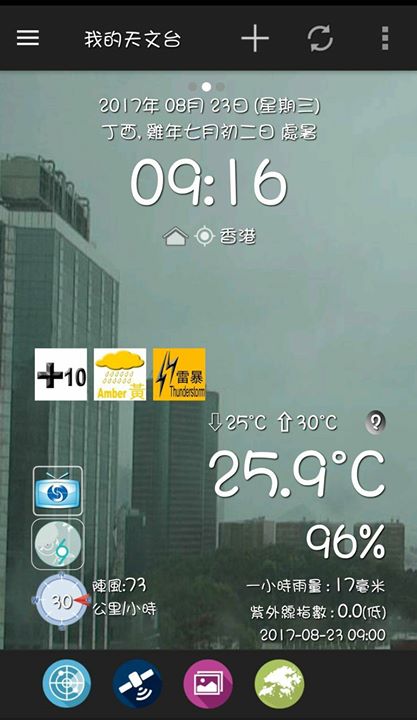 我的天文台
2017年 08月 23日 (星期三)
丁酉, 雞年七月初二日 處暑
09:16
香港
+10
Amber 黃
雷暴
Thunderstorm
25°C 30°C ?
25.9°C
96%
30
陣風:73
公里/小時
一小時雨量 : 17毫米
紫外線指數 : 0.0(低)
2017-08-23 09:00